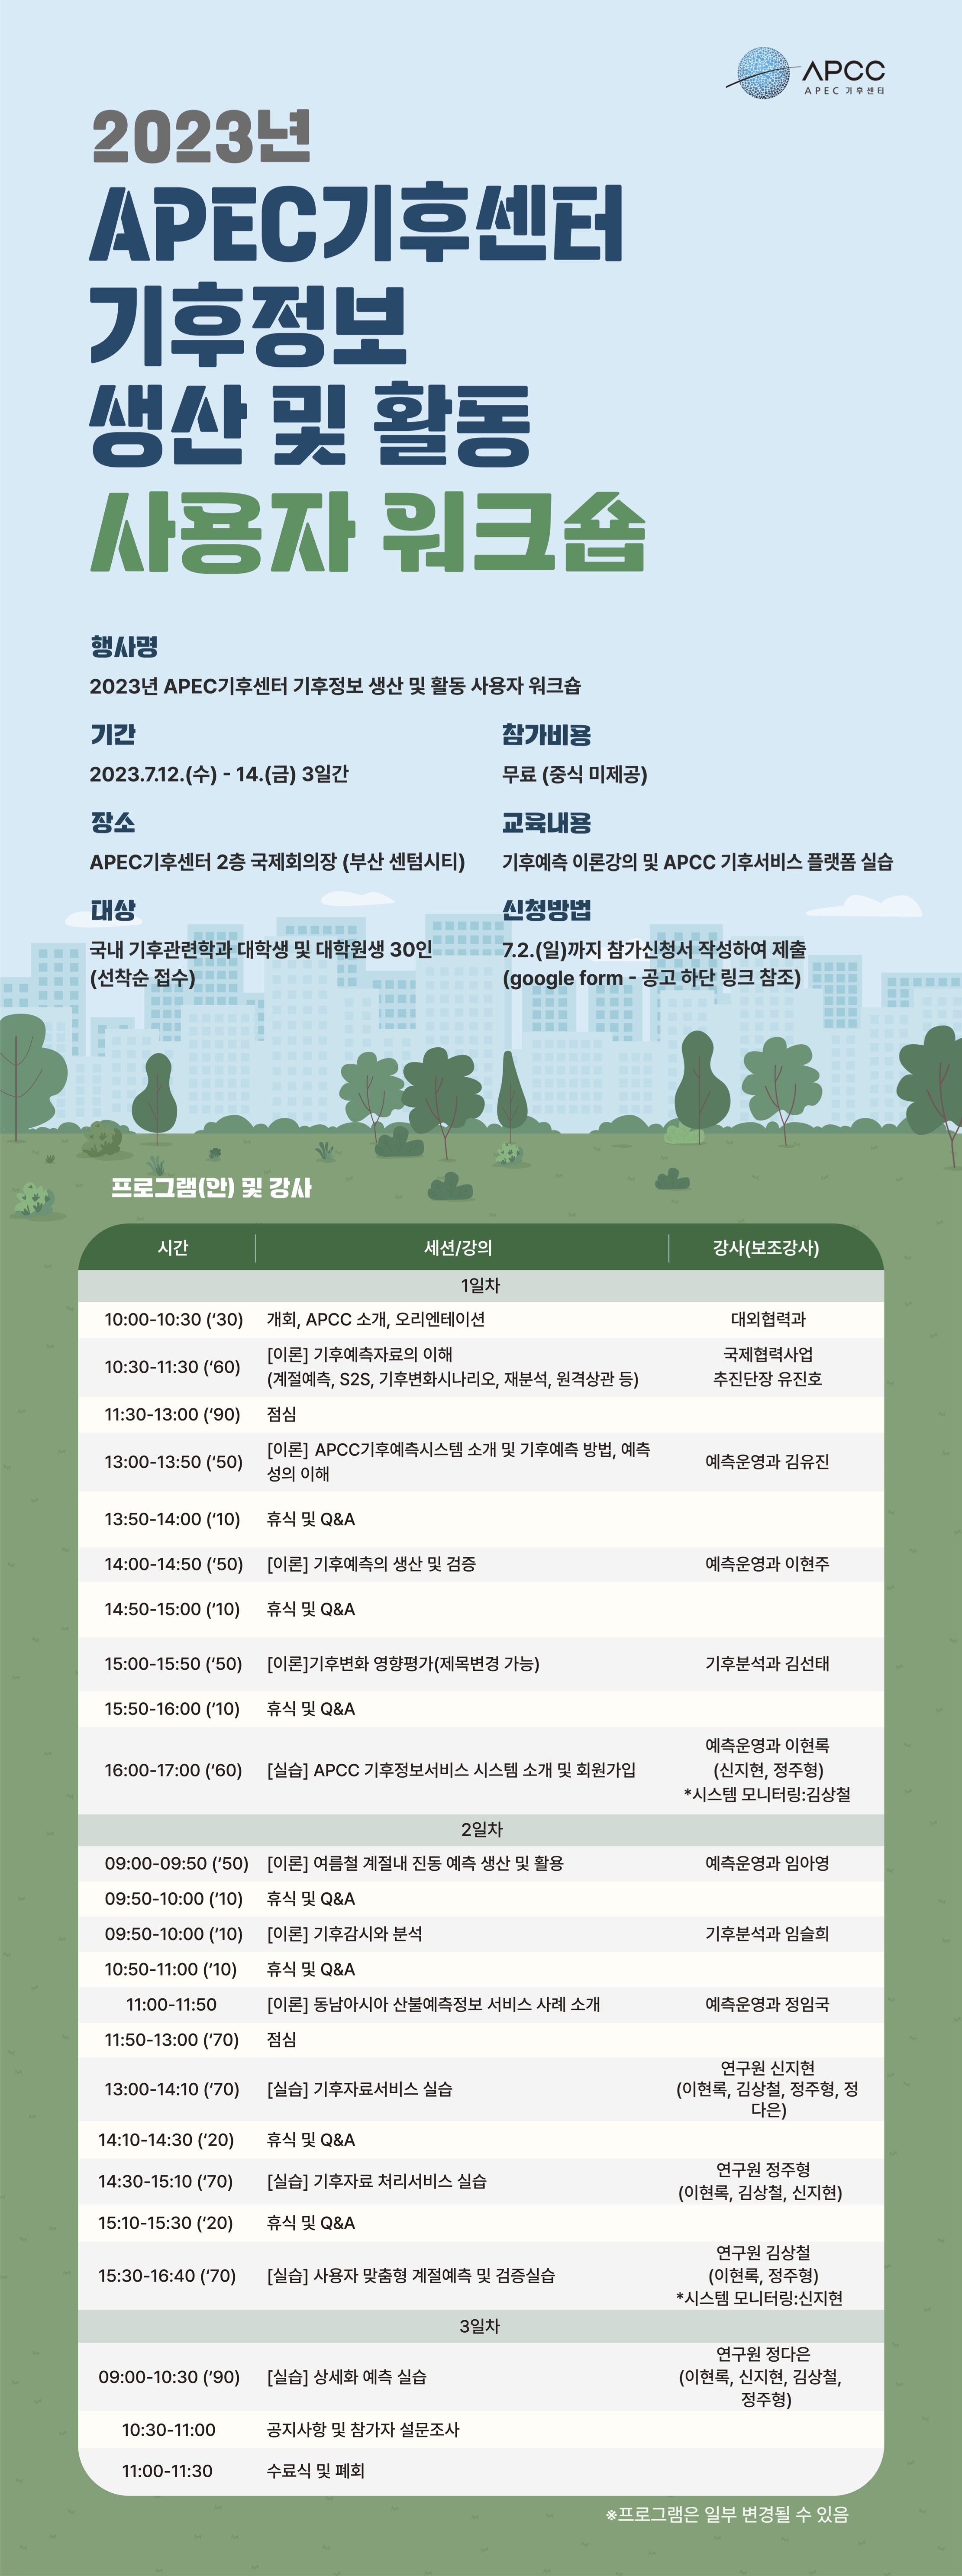 APCC
APEC 기후센터
2023년
APEC기후센터
기후정보
생산 및 활동
사용자 워크숍
행사명
2023년 APEC기후센터 기후정보 생산 및 활동 사용자 워크숍
기간
2023.7.12.(수) - 14.(금) 3일간
참가비용
무료 (중식 미제공)
장소
APEC기후센터 2층 국제회의장 (부산 센텀시티)
교육내용
기후예측 이론강의 및 APCC 기후서비스 플랫폼 실습
대상
국내 기후관련학과 대학생 및 대학원생 30인
(선착순 접수)
신청방법
7.2.(일)까지 참가신청서 작성하여 제출
(google form - 공고 하단 링크 참조)
프로그램(안) 및 강사
시간 세션/강의 강사(보조강사)
1일차
10:00-10:30 (‘30) 개회, APCC 소개, 오리엔테이션 대외협력과
10:30-11:30 (‘60)
[이론] 기후예측자료의 이해
(계절예측, S2S, 기후변화시나리오, 재분석, 원격상관 등)
국제협력사업
추진단장 유진호
11:30-13:00 (‘90) 점심
13:00-13:50 (‘50)
[이론] APCC기후예측시스템 소개 및 기후예측 방법, 예측
성의 이해
예측운영과 김유진
13:50-14:00 (‘10) 휴식 및 Q&A
14:00-14:50 (‘50) [이론] 기후예측의 생산 및 검증 예측운영과 이현주
14:50-15:00 (‘10) 휴식 및 Q&A
15:00-15:50 (‘50) [이론]기후변화 영향평가(제목변경 가능) 기후분석과 김선태
15:50-16:00 (‘10) 휴식 및 Q&A
16:00-17:00 (‘60) [실습] APCC 기후정보서비스 시스템 소개 및 회원가입
예측운영과 이현록
(신지현, 정주형)
*시스템 모니터링:김상철
2일차
09:00-09:50 (‘50) [이론] 여름철 계절내 진동 예측 생산 및 활용 예측운영과 임아영
09:50-10:00 (‘10) 휴식 및 Q&A
09:50-10:00 (‘10) [이론] 기후감시와 분석 기후분석과 임슬희
10:50-11:00 (‘10) 휴식 및 Q&A
11:00-11:50 [이론] 동남아시아 산불예측정보 서비스 사례 소개 예측운영과 정임국
11:50-13:00 (‘70) 점심
13:00-14:10 (‘70) [실습] 기후자료서비스 실습
연구원 신지현
(이현록, 김상철, 정주형, 정
다은)
14:10-14:30 (‘20) 휴식 및 Q&A
14:30-15:10 (‘70) [실습] 기후자료 처리서비스 실습
연구원 정주형
(이현록, 김상철, 신지현)
15:10-15:30 (‘20) 휴식 및 Q&A
15:30-16:40 (‘70) [실습] 사용자 맞춤형 계절예측 및 검증실습
연구원 김상철
(이현록, 정주형)
*시스템 모니터링:신지현
3일차
09:00-10:30 (‘90) [실습] 상세화 예측 실습
연구원 정다은
(이현록, 신지현, 김상철,
정주형)
10:30-11:00 공지사항 및 참가자 설문조사
11:00-11:30 수료식 및 폐회
※프로그램은 일부 변경될 수 있음